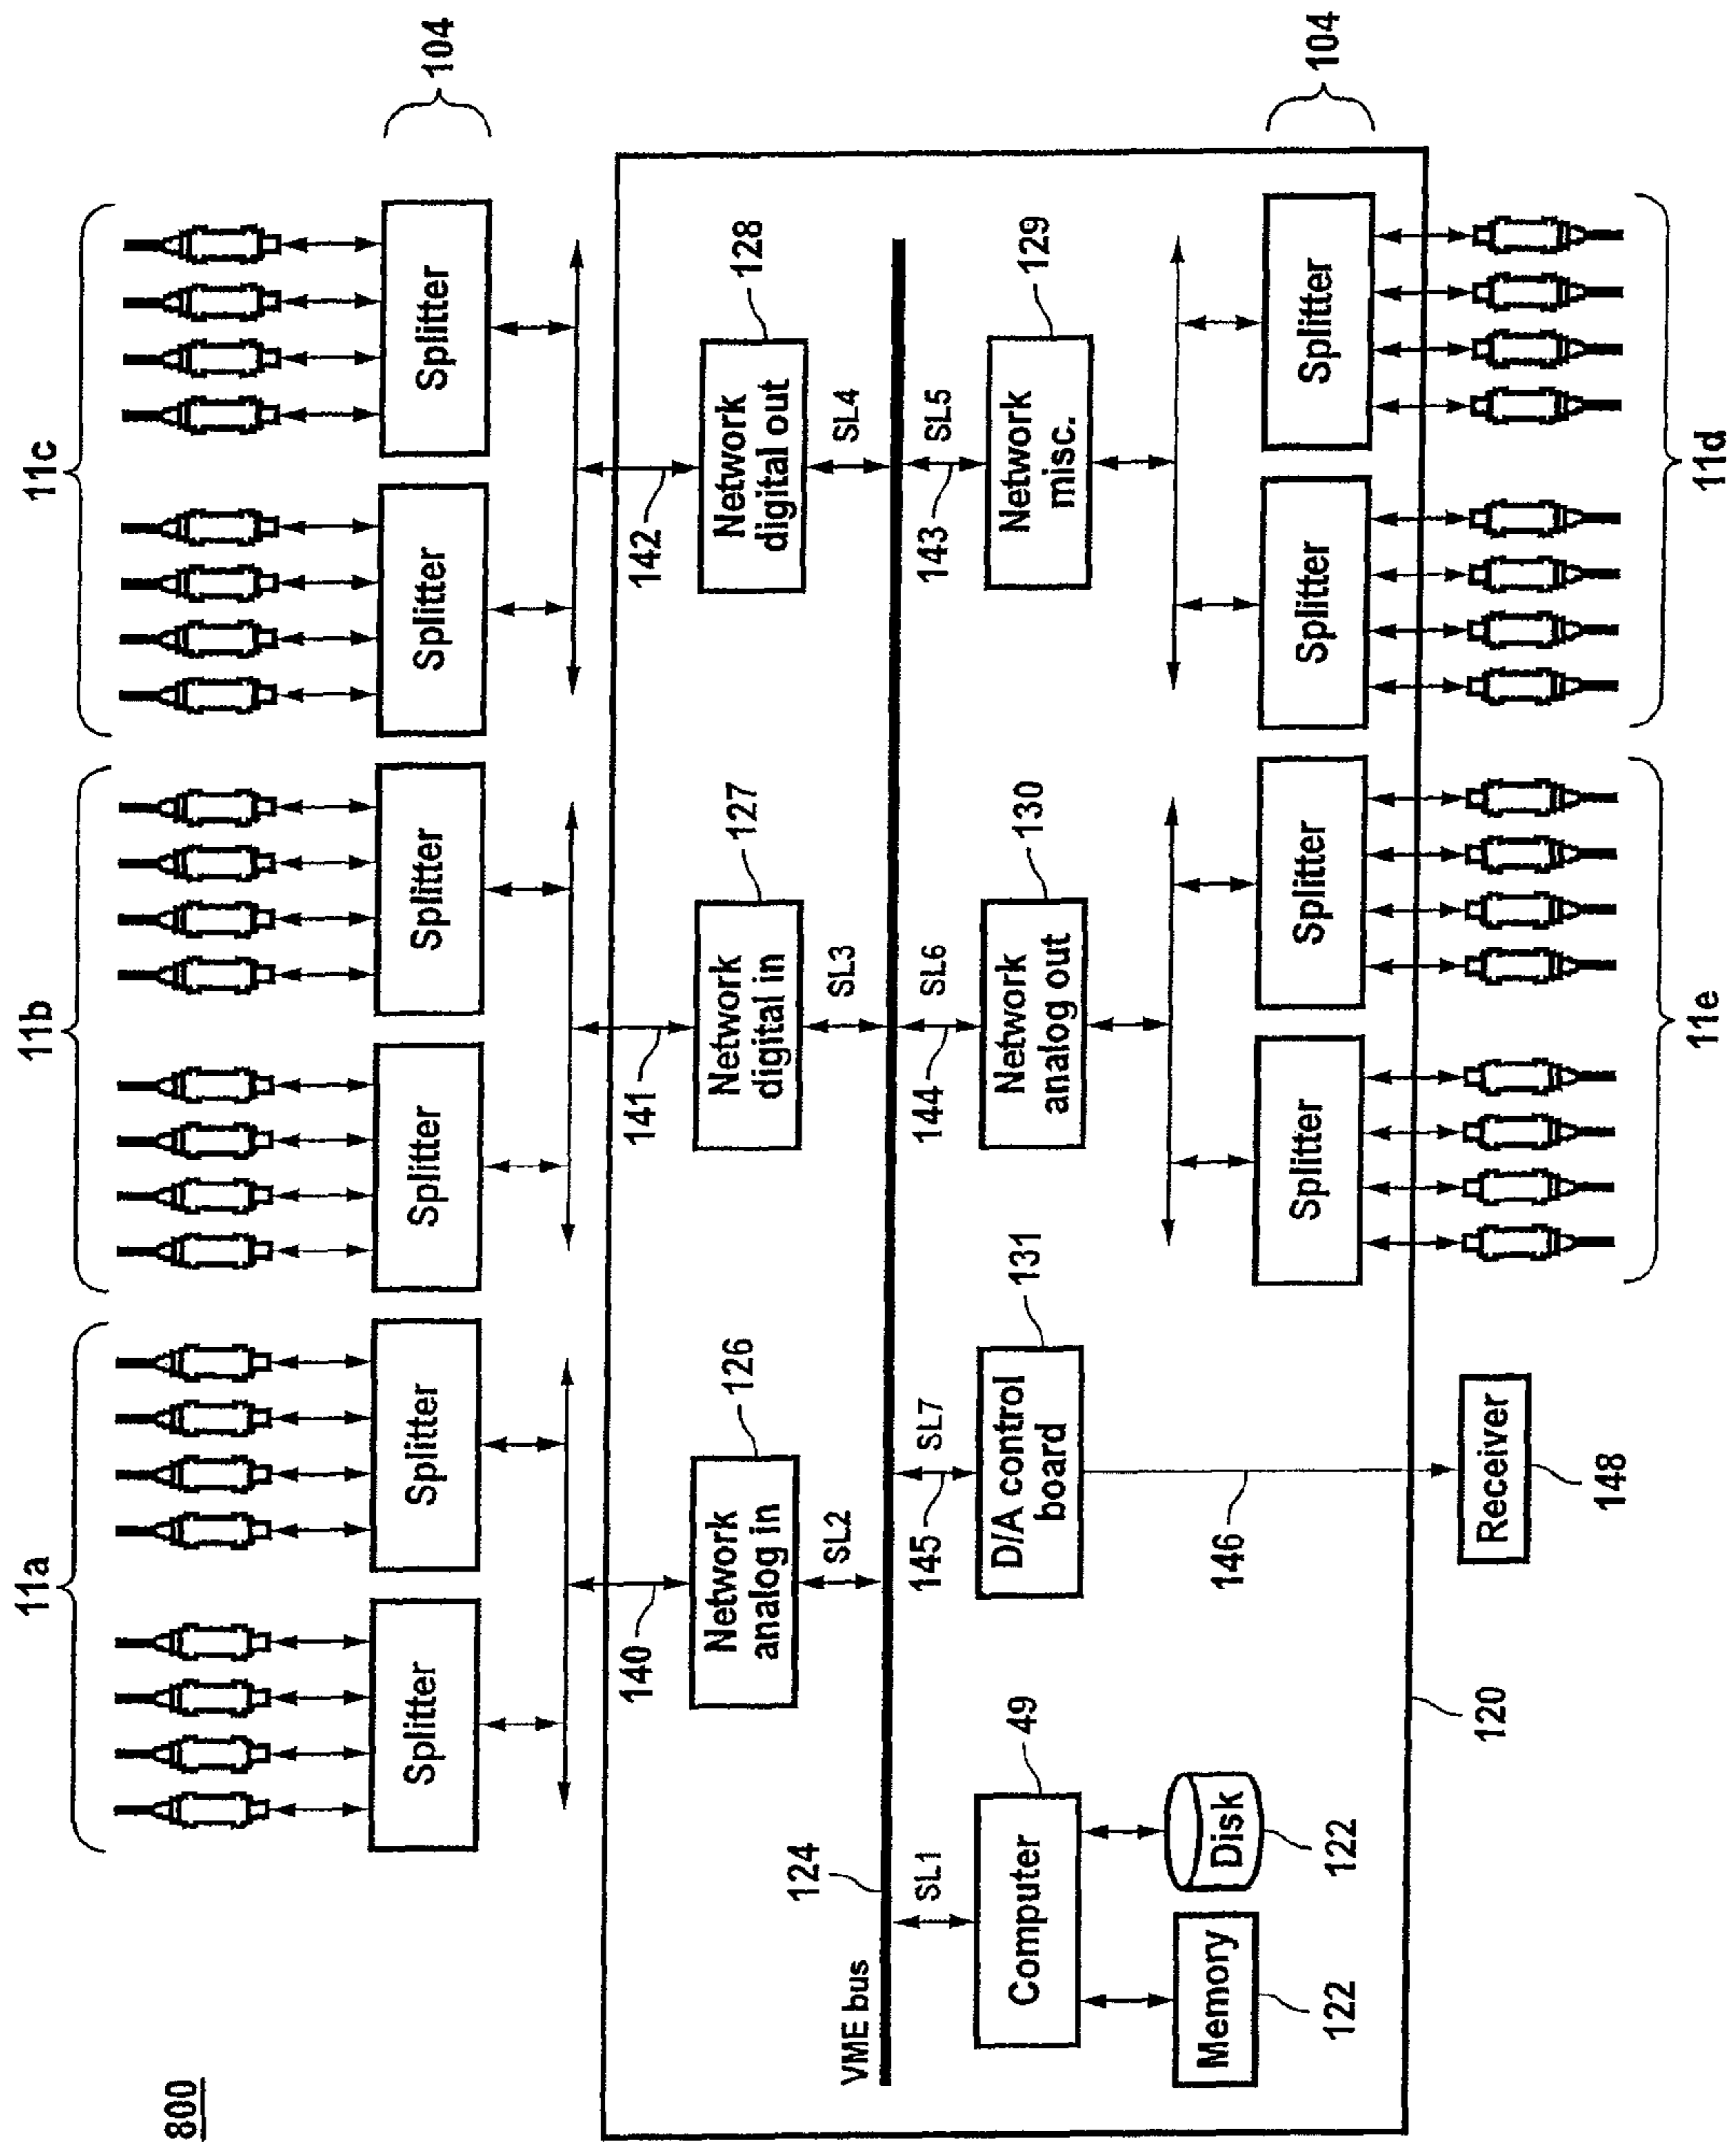 800
11a
11b
11c
104
Splitter
Splitter
Splitter
Splitter
Splitter
Splitter
140
141
142
Network
analog in
126
Network
digital in
127
Network
digital out
128
SL2
SL3
SL4
VME bus
124
SL1
145
SL7
144
SL6
143
SL5
Computer
49
D/A control
board
131
Network
analog out
130
Network
misc.
129
Memory
122
Disk
122
146
Splitter
Splitter
Splitter
Splitter
104
120
Receiver
148
11e
11d